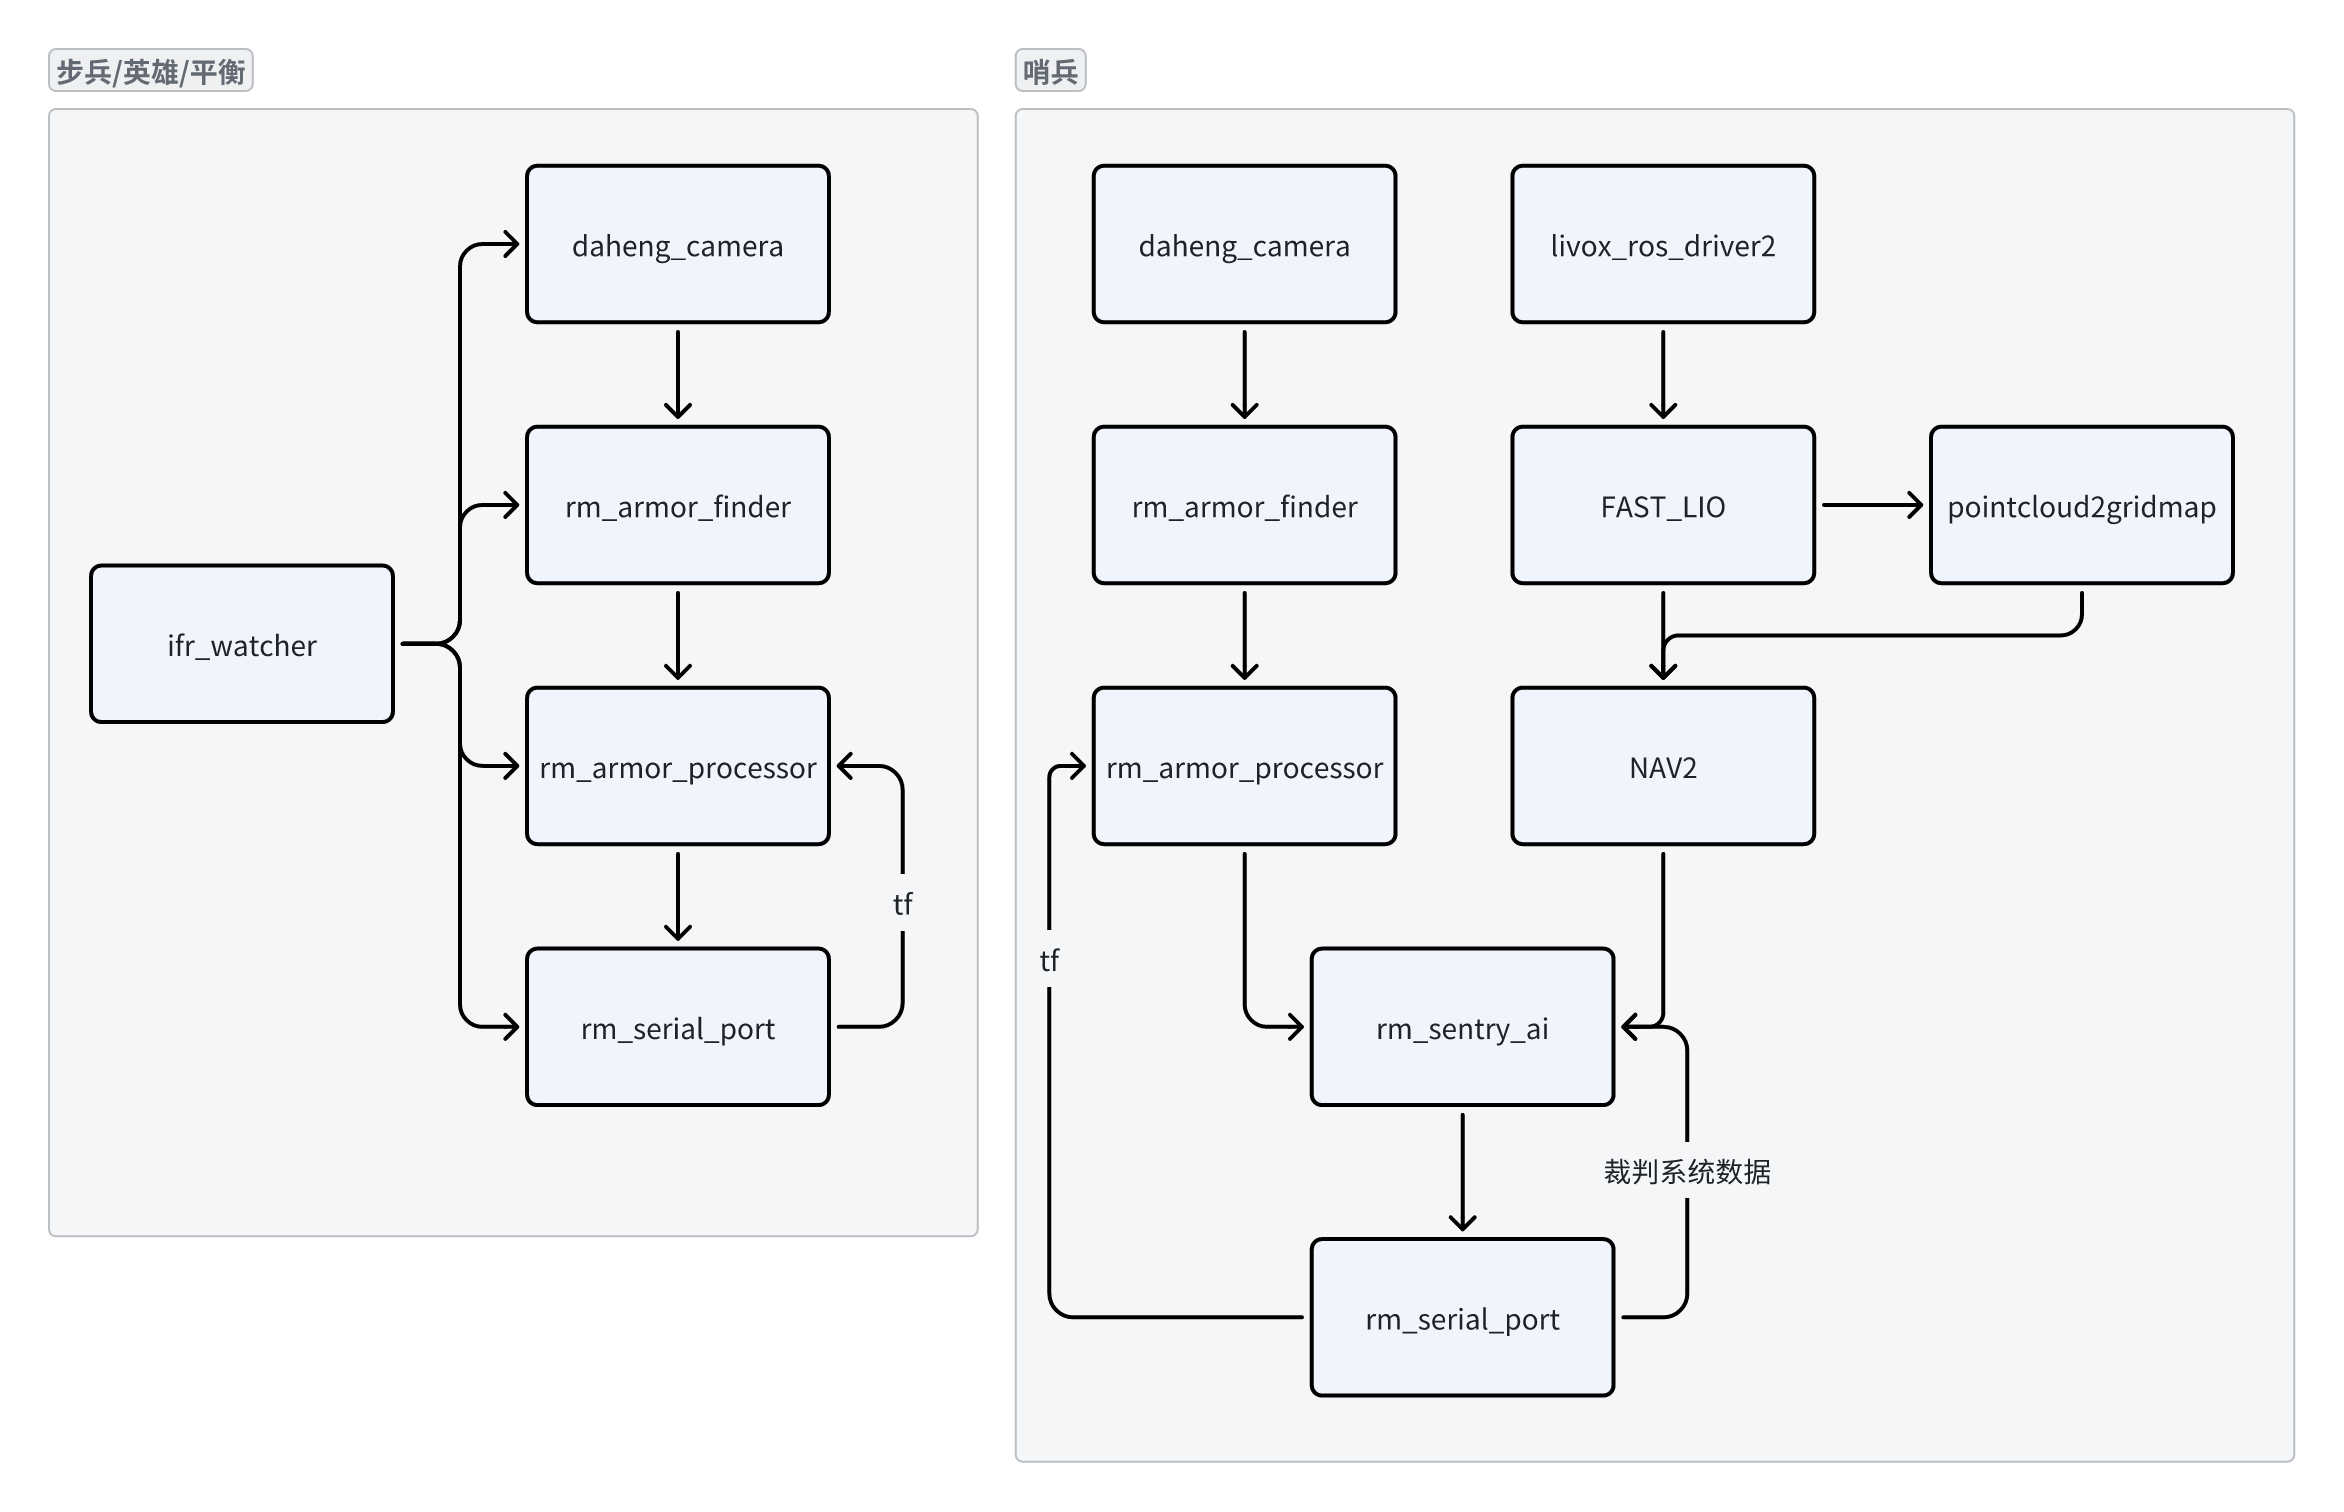 步兵/英雄/平衡
daheng_camera
rm_armor_finder
ifr_watcher
rm_armor_processor
tf
rm_serial_port
哨兵
daheng_camera
livox_ros_driver2
rm_armor_finder
FAST_LIO
pointcloud2gridmap
rm_armor_processor
NAV2
tf
rm_sentry_ai
裁判系统数据
rm_serial_port